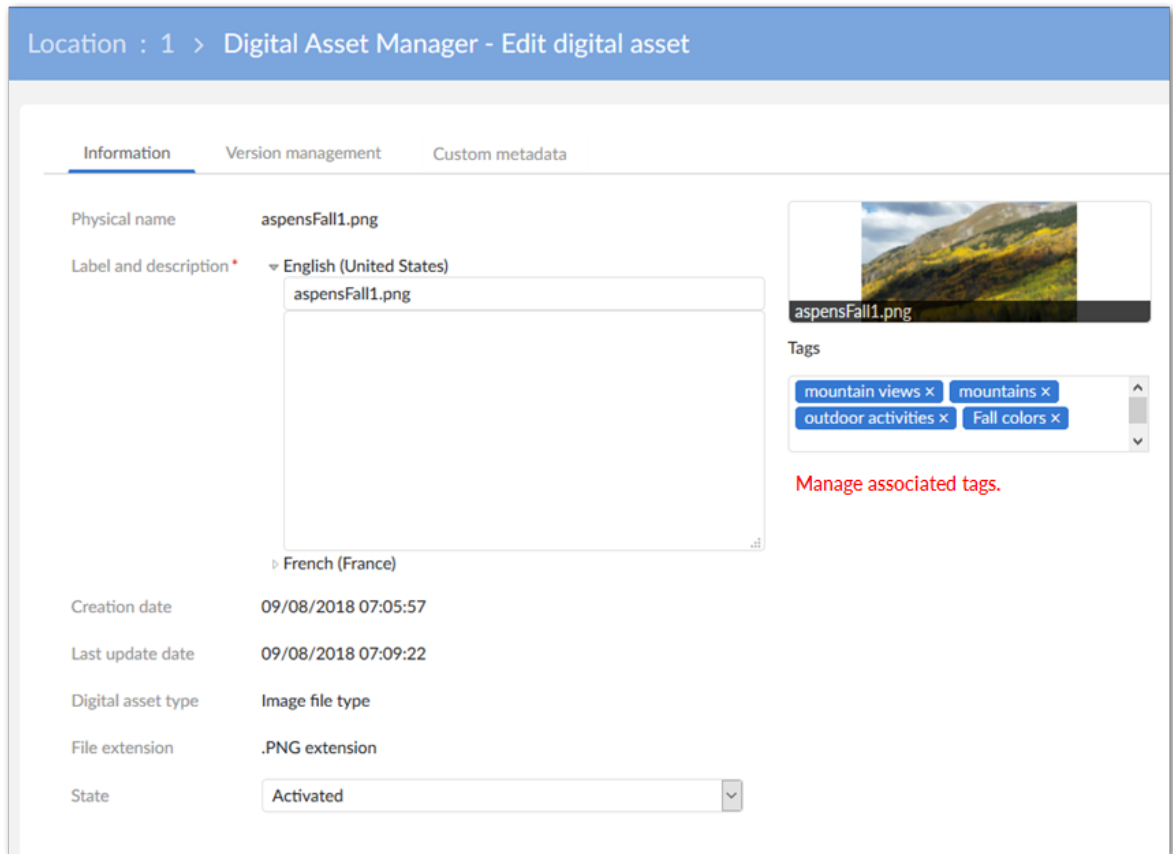 Location : 1 > Digital Asset Manager - Edit digital asset
Information Version management Custom metadata
Physical name aspensFall1.png
Label and description* English (United States)
aspensFall1.png
French (France)
Creation date 09/08/2018 07:05:57
Last update date 09/08/2018 07:09:22
Digital asset type Image file type
File extension .PNG extension
State Activated
aspensFall1.png
Tags
mountain views × mountains ×
outdoor activities × Fall colors ×
Manage associated tags.